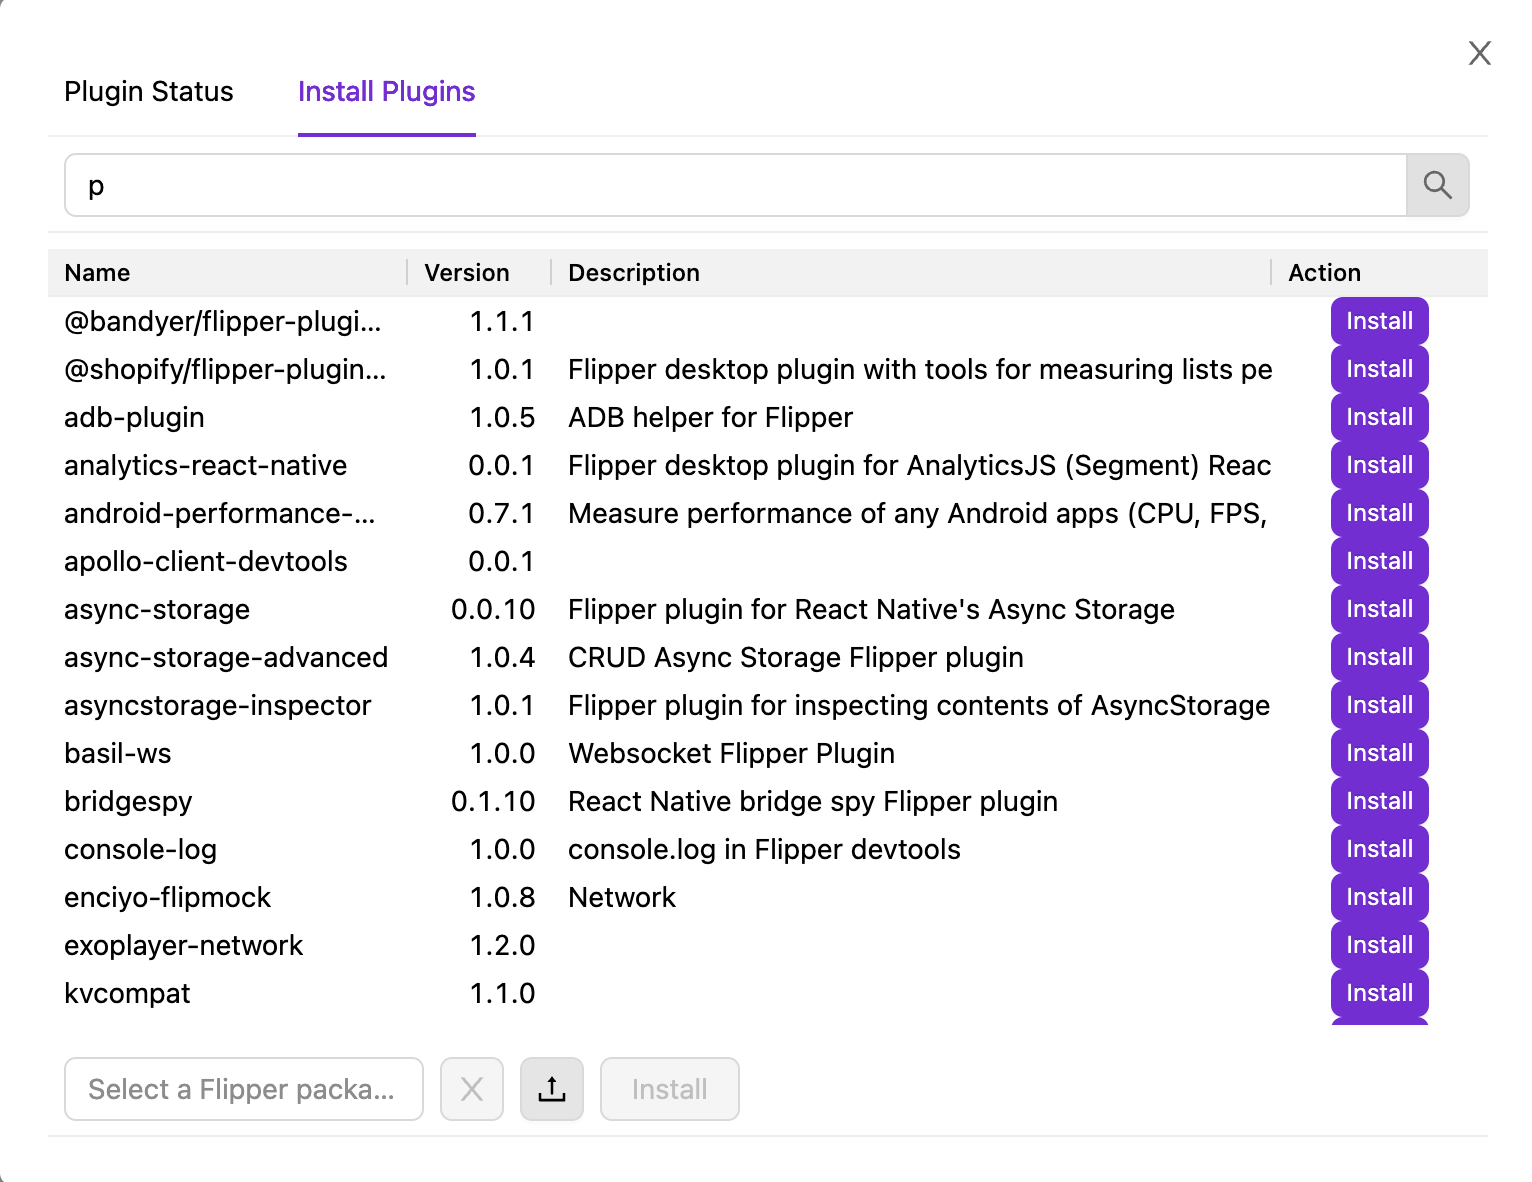 X
Plugin Status Install Plugins
p
Name Version Description Action
@bandyer/flipper-plugi... 1.1.1 Install
@shopify/flipper-plugin... 1.0.1 Flipper desktop plugin with tools for measuring lists pe Install
adb-plugin 1.0.5 ADB helper for Flipper Install
analytics-react-native 0.0.1 Flipper desktop plugin for AnalyticsJS (Segment) Reac Install
android-performance-... 0.7.1 Measure performance of any Android apps (CPU, FPS, Install
apollo-client-devtools 0.0.1 Install
async-storage 0.0.10 Flipper plugin for React Native's Async Storage Install
async-storage-advanced 1.0.4 CRUD Async Storage Flipper plugin Install
asyncstorage-inspector 1.0.1 Flipper plugin for inspecting contents of AsyncStorage Install
basil-ws 1.0.0 Websocket Flipper Plugin Install
bridgespy 0.1.10 React Native bridge spy Flipper plugin Install
console-log 1.0.0 console.log in Flipper devtools Install
enciyo-flipmock 1.0.8 Network Install
exoplayer-network 1.2.0 Install
kvcompat 1.1.0 Install
Select a Flipper packa... X Install